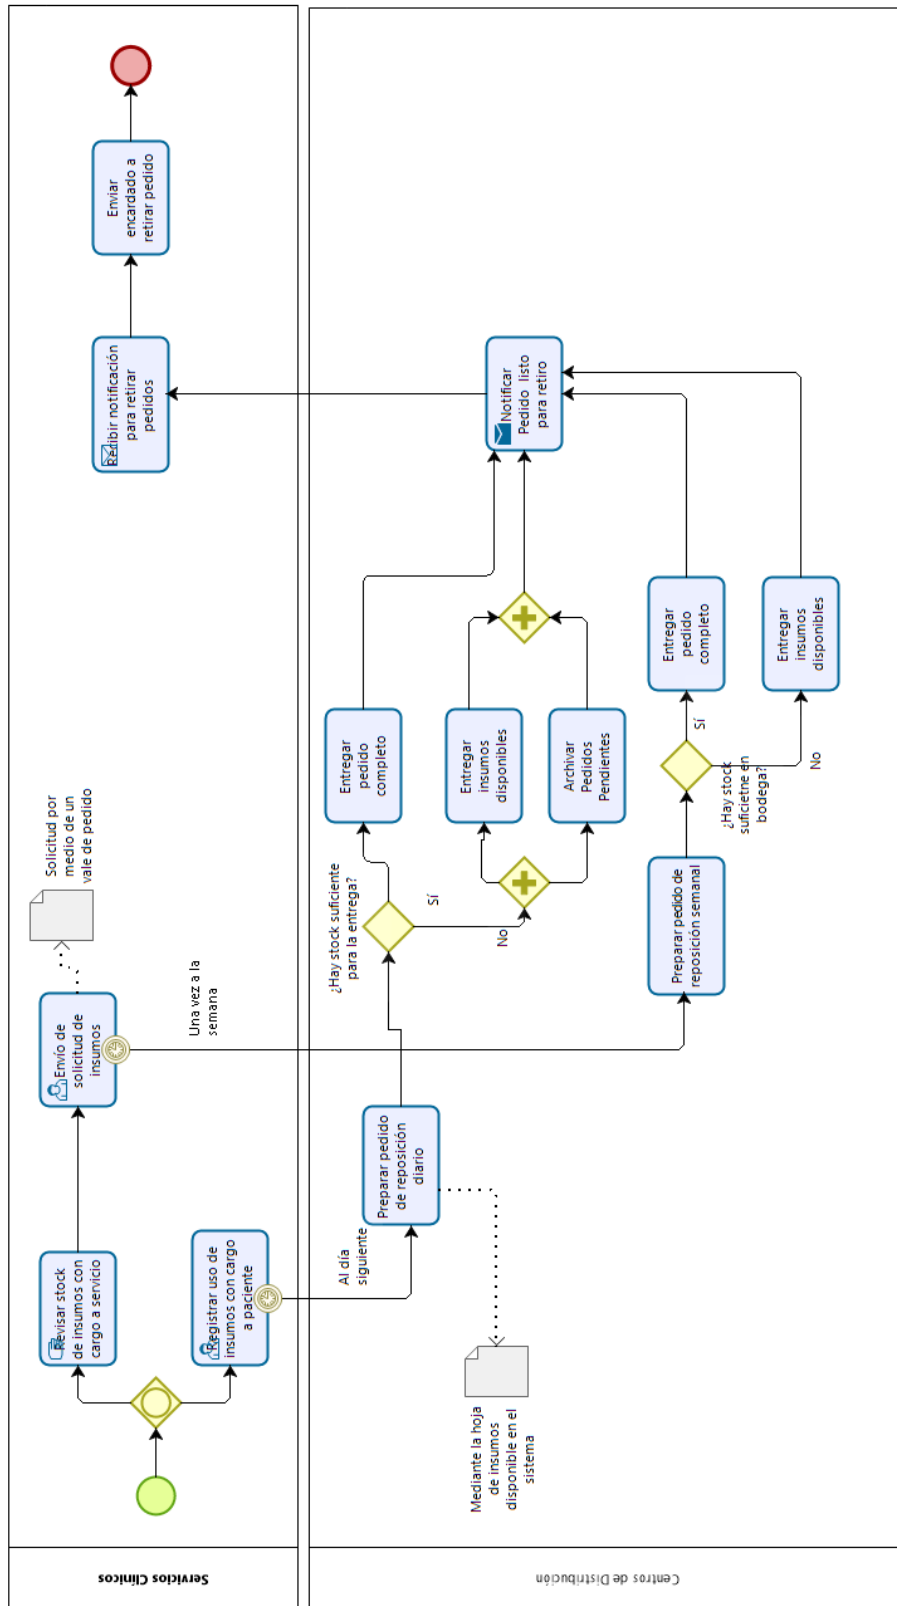 Servicios Clínicos
Revisar stock
de insumos con
cargo a servicio
Registrar uso de
insumos con cargo
a paciente
Envío de
solicitud de
insumos
Solicitud por
medio de un
vale de pedido
Una vez a la
semana
Recibir notificación
para retirar
pedidos
Enviar
encardado a
retirar pedido
Centros de Distribución
Al día
siguiente
Preparar pedido
de reposición
diario
Mediante la hoja
de insumos
disponible en el
sistema
¿Hay stock suficiente
para la entrega?
Sí
No
Entregar
pedido
completo
Entregar
insumos
disponibles
Archivar
Pedidos
Pendientes
Notificar
Pedido listo
para retiro
Preparar pedido de
reposición semanal
¿Hay stock
suficietne en
bodega?
Sí
No
Entregar
pedido
completo
Entregar
insumos
disponibles